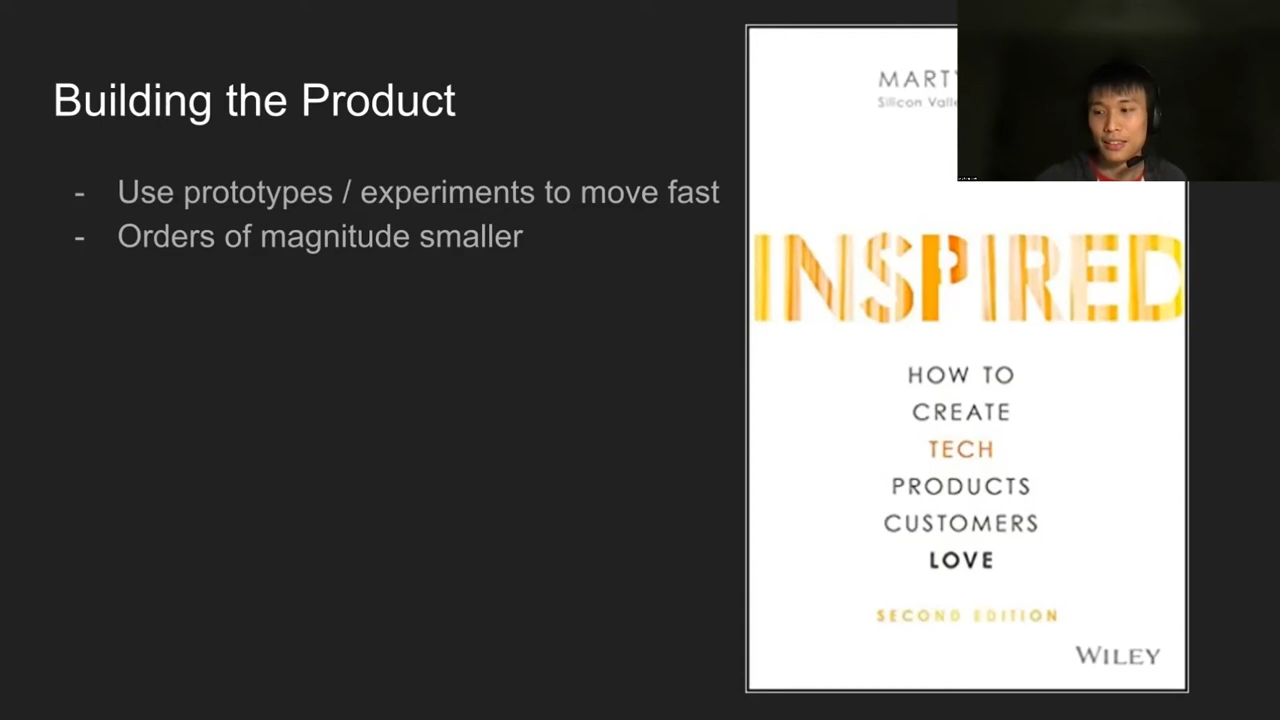 Building the Product
- Use prototypes / experiments to move fast
- Orders of magnitude smaller
INSPIRED
HOW TO
CREATE
TECH
PRODUCTS
CUSTOMERS
LOVE
SECOND EDITION
WILEY